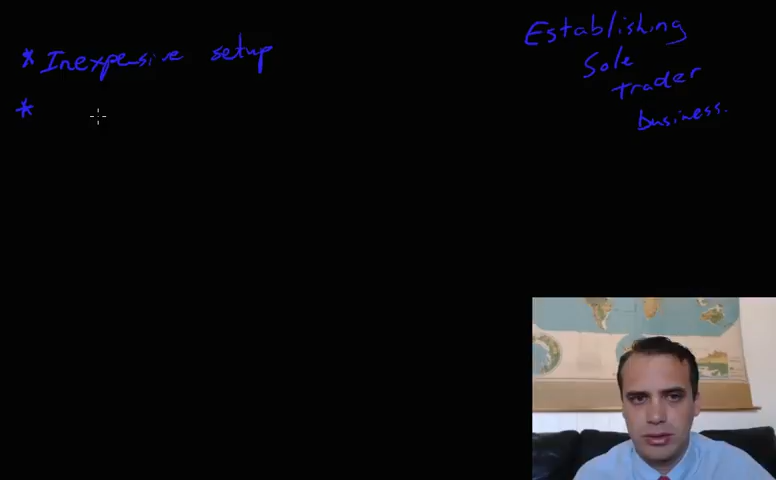 * Inexpensive setup
*
Establishing
Sole
trader
business.